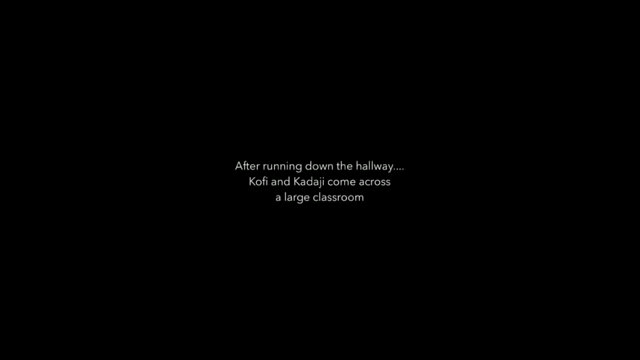 After running down the hallway....
Kofi and Kadaji come across
a large classroom